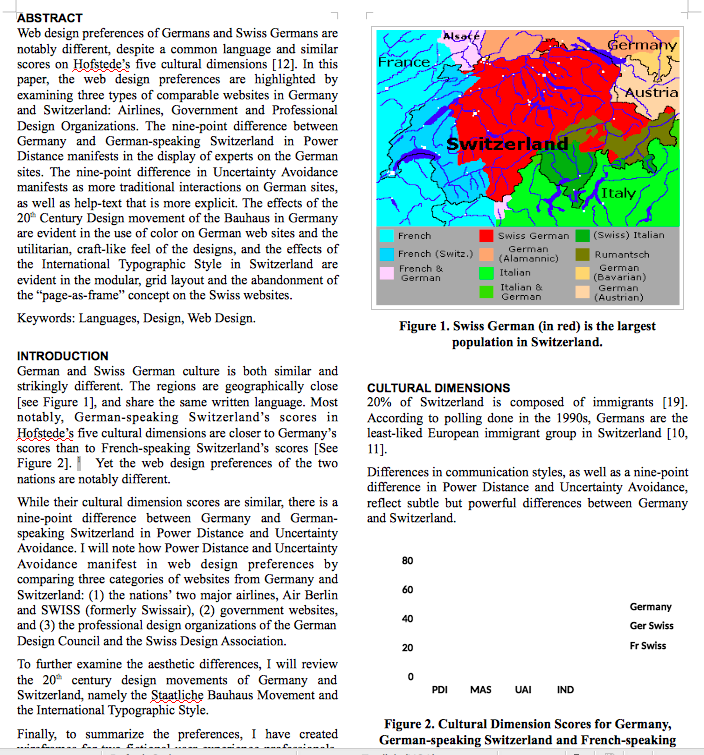 ABSTRACT
Web design preferences of Germans and Swiss Germans are
notably different, despite a common language and similar
scores on Hofstede's five cultural dimensions [12]. In this
paper, the web design preferences are highlighted by
examining three types of comparable websites in Germany
and Switzerland: Airlines, Government and Professional
Design Organizations. The nine-point difference between
Germany and German-speaking Switzerland in Power
Distance manifests in the display of experts on the German
sites. The nine-point difference in Uncertainty Avoidance
manifests as more traditional interactions on German sites,
as well as help-text that is more explicit. The effects of the
20th Century Design movement of the Bauhaus in Germany
are evident in the use of color on German web sites and the
utilitarian, craft-like feel of the designs, and the effects of
the International Typographic Style in Switzerland are
evident in the modular, grid layout and the abandonment of
the “page-as-frame” concept on the Swiss websites.
Keywords: Languages, Design, Web Design.
INTRODUCTION
German and Swiss German culture is both similar and
strikingly different. The regions are geographically close
[see Figure 1], and share the same written language. Most
notably, German-speaking Switzerland's scores in
Hofstede's five cultural dimensions are closer to Germany's
scores than to French-speaking Switzerland's scores [See
Figure 2]. Yet the web design preferences of the two
nations are notably different.
While their cultural dimension scores are similar, there is a
nine-point difference between Germany and German-
speaking Switzerland in Power Distance and Uncertainty
Avoidance. I will note how Power Distance and Uncertainty
Avoidance manifest in web design preferences by
comparing three categories of websites from Germany and
Switzerland: (1) the nations' two major airlines, Air Berlin
and SWISS (formerly Swissair), (2) government websites,
and (3) the professional design organizations of the German
Design Council and the Swiss Design Association.
To further examine the aesthetic differences, I will review
the 20th century design movements of Germany and
Switzerland, namely the Staatliche Bauhaus Movement and
the International Typographic Style.
Finally, to summarize the preferences, I have created
wireframes for two fictional user experience professionals
Alsace
Germany
France
Austria
Switzerland
Italy
French
Swiss German
(Swiss) Italian
French (Switz.)
German
(Alamannic)
Rumantsch
French &
German
Italian
German
(Bavarian)
Italian &
German
German
(Austrian)
Figure 1. Swiss German (in red) is the largest
population in Switzerland.
CULTURAL DIMENSIONS
20% of Switzerland is composed of immigrants [19].
According to polling done in the 1990s, Germans are the
least-liked European immigrant group in Switzerland [10,
11].
Differences in communication styles, as well as a nine-point
difference in Power Distance and Uncertainty Avoidance,
reflect subtle but powerful differences between Germany
and Switzerland.
80
60
40
20
0
PDI MAS UAI IND
Germany
Ger Swiss
Fr Swiss
Figure 2. Cultural Dimension Scores for Germany,
German-speaking Switzerland and French-speaking